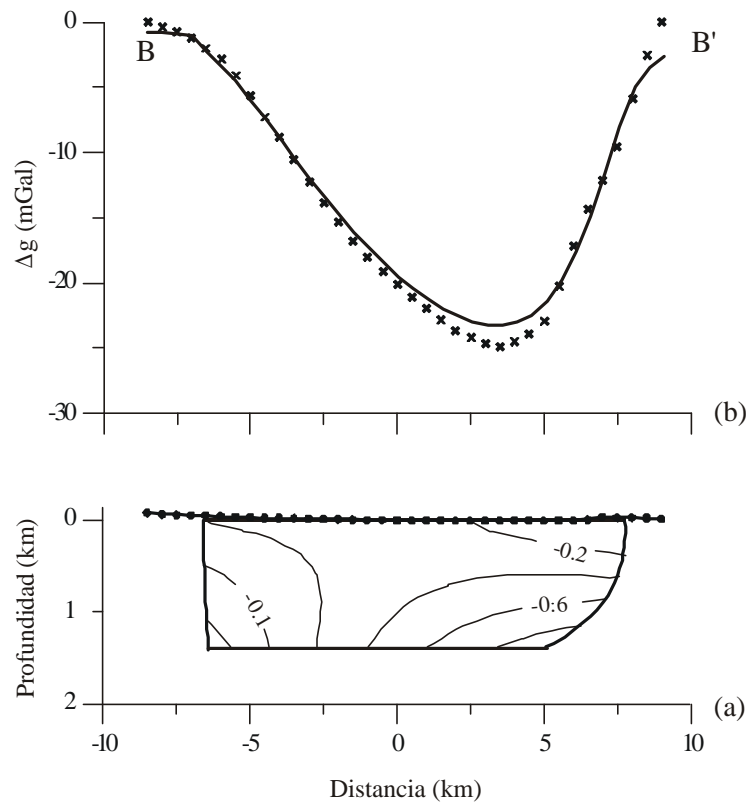 0
B
B'
-10
Δg (mGal)
-20
-30
(b)
0
-0.2
1
-0.1
-0.6
Profundidad (km)
2
(a)
-10
-5
0
5
10
Distancia (km)